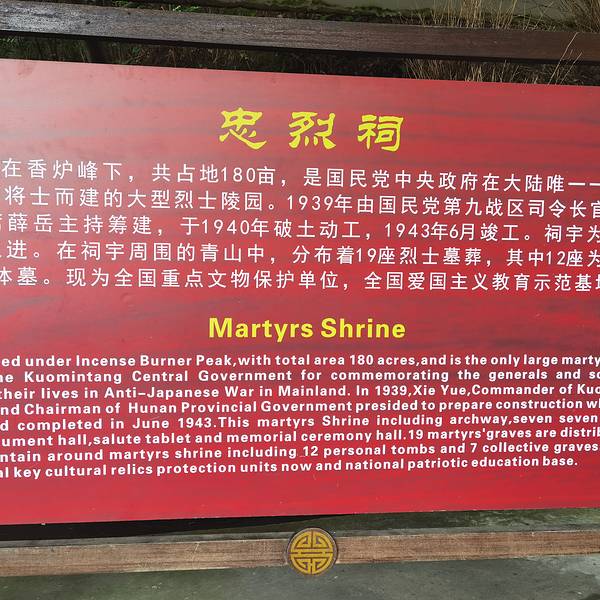 忠烈祠
在香炉峰下，共占地180亩，是国民党中央政府在大陆唯一一
将士而建的大型烈士陵园。1939年由国民党第九战区司令长官
薛岳主持筹建，于1940年破土动工，1943年6月竣工。祠宇为
进。在祠宇周围的青山中，分布着19座烈士墓葬，其中12座为
体墓。现为全国重点文物保护单位，全国爱国主义教育示范基地
Martyrs Shrine
ed under Incense Burner Peak,with total area 180 acres,and is the only large marty
he Kuomintang Central Government for commemorating the generals and so
their lives in Anti-Japanese War in Mainland. In 1939,Xie Yue,Commander of Kuo
nd Chairman of Hunan Provincial Government presided to prepare construction w
d completed in June 1943.This martyrs Shrine including archway,seven seven
ument hall,salute tablet and memorial ceremony hall.19 martyrs'graves are distrib
ntain around martyrs shrine including 12 personal tombs and 7 collective graves.
al key cultural relics protection units now and national patriotic education base.